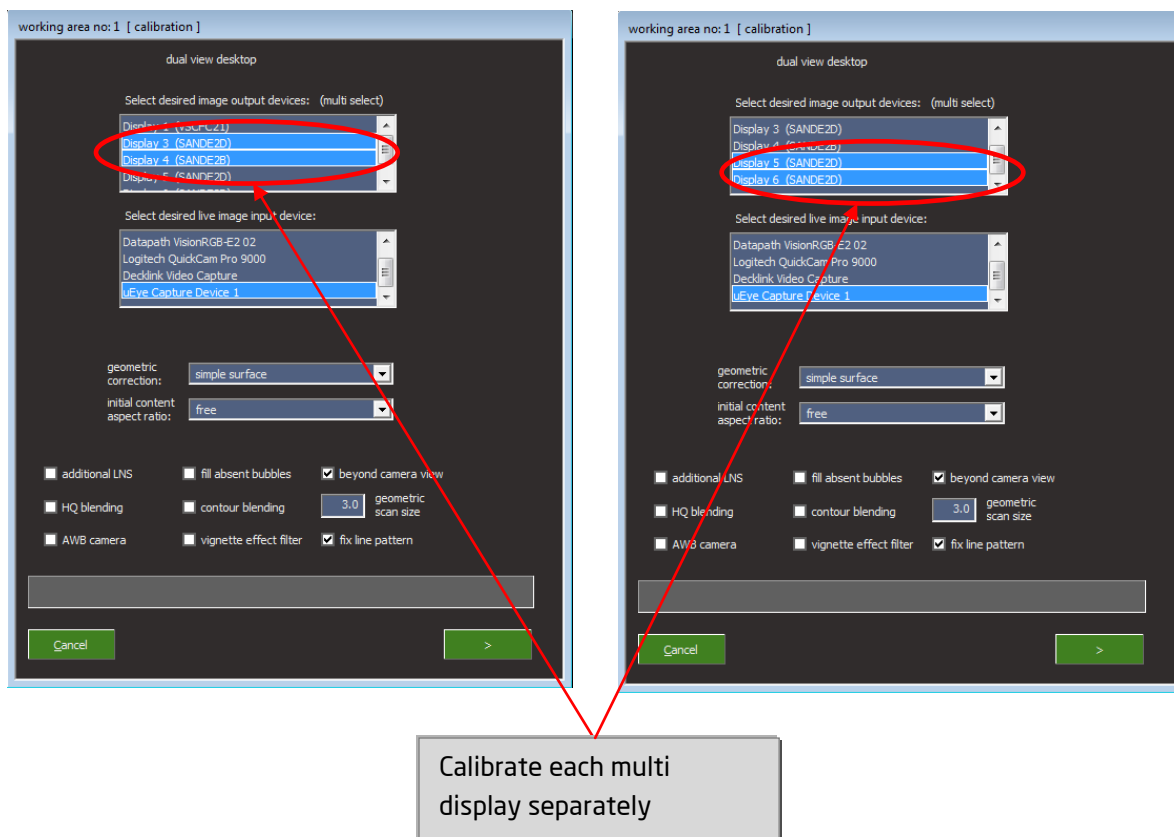 working area no: 1 [ calibration ]
dual view desktop
Select desired image output devices: (multi select)
Display 1 (VSCFC21)
Display 3 (SANDE2D)
Display 4 (SANDE2B)
Display 5 (SANDE2D)
Select desired live image input device:
Datapath VisionRGB-E2 02
Logitech QuickCam Pro 9000
Decklink Video Capture
uEye Capture Device 1
geometric
correction:
simple surface
initial content
aspect ratio:
free
additional LNS
fill absent bubbles
beyond camera view
HQ blending
contour blending
3.0
geometric
scan size
AWB camera
vignette effect filter
fix line pattern
Cancel
>
working area no: 1 [ calibration ]
dual view desktop
Select desired image output devices: (multi select)
Display 3 (SANDE2D)
Display 4 (SANDE2B)
Display 5 (SANDE2D)
Display 6 (SANDE2D)
Select desired live image input device:
Datapath VisionRGB-E2 02
Logitech QuickCam Pro 9000
Decklink Video Capture
uEye Capture Device 1
geometric
correction:
simple surface
initial content
aspect ratio:
free
additional LNS
fill absent bubbles
beyond camera view
HQ blending
contour blending
3.0
geometric
scan size
AWB camera
vignette effect filter
fix line pattern
Cancel
>
Calibrate each multi
display separately